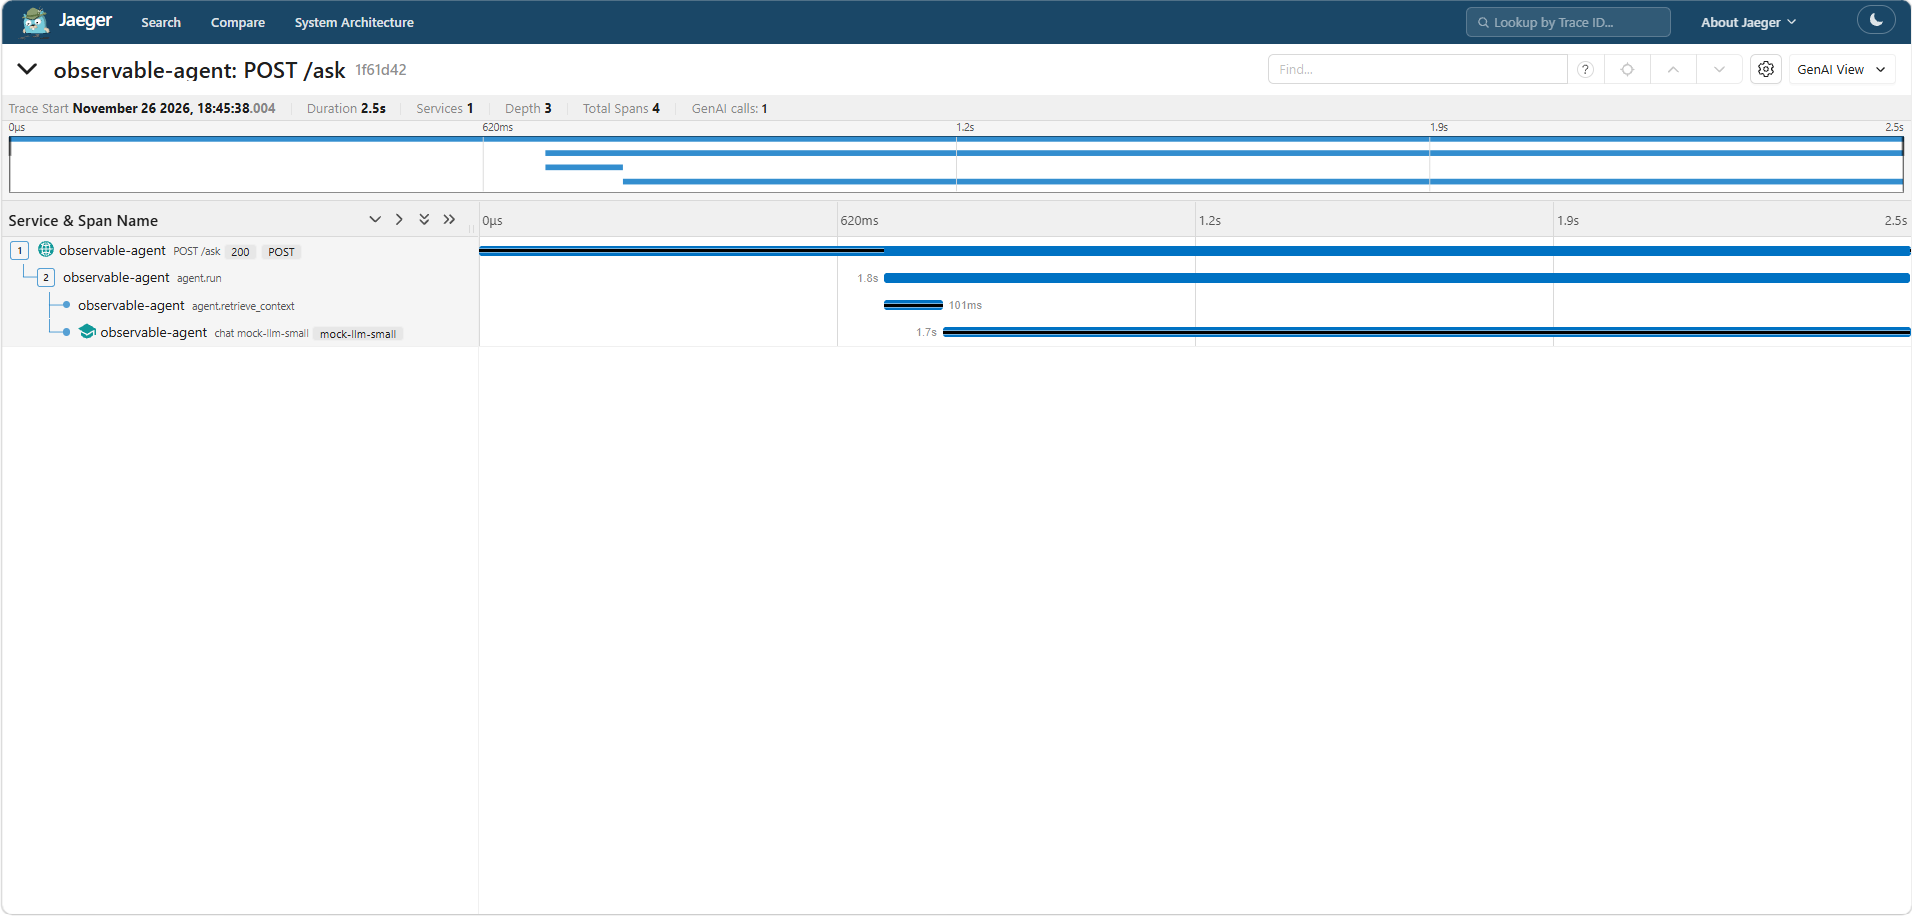 Jaeger Search Compare System Architecture Lookup by Trace ID... About Jaeger
observable-agent: POST /ask 1f61d42 Find... ? GenAI View
Trace Start November 26 2026, 18:45:38.004 Duration 2.5s Services 1 Depth 3 Total Spans 4 GenAI calls: 1
0μs 620ms 1.2s 1.9s 2.5s
Service & Span Name 0μs 620ms 1.2s 1.9s 2.5s
1 observable-agent POST /ask 200 POST
2 observable-agent agent.run 1.8s
observable-agent agent.retrieve_context 101ms
observable-agent chat mock-llm-small mock-llm-small 1.7s